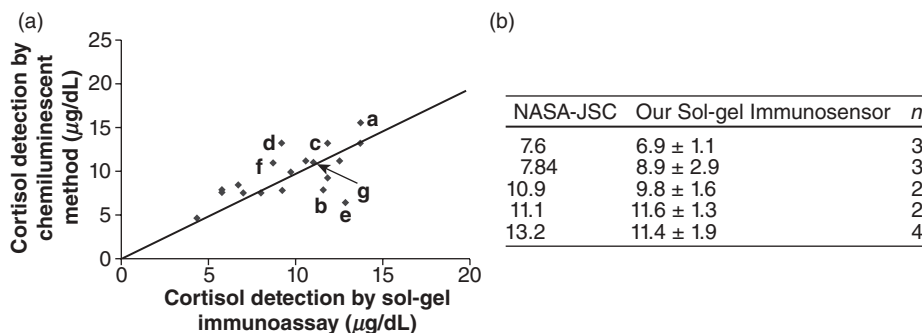 (a)
Cortisol detection by
chemiluminescent
method (μg/dL)
25
20
15
10
5
0
0 5 10 15 20
a
d c
f
g
b
e
Cortisol detection by sol-gel
immunoassay (μg/dL)
(b)
NASA-JSC Our Sol-gel Immunosensor n
7.6 6.9 ± 1.1 3
7.84 8.9 ± 2.9 3
10.9 9.8 ± 1.6 2
11.1 11.6 ± 1.3 2
13.2 11.4 ± 1.9 4